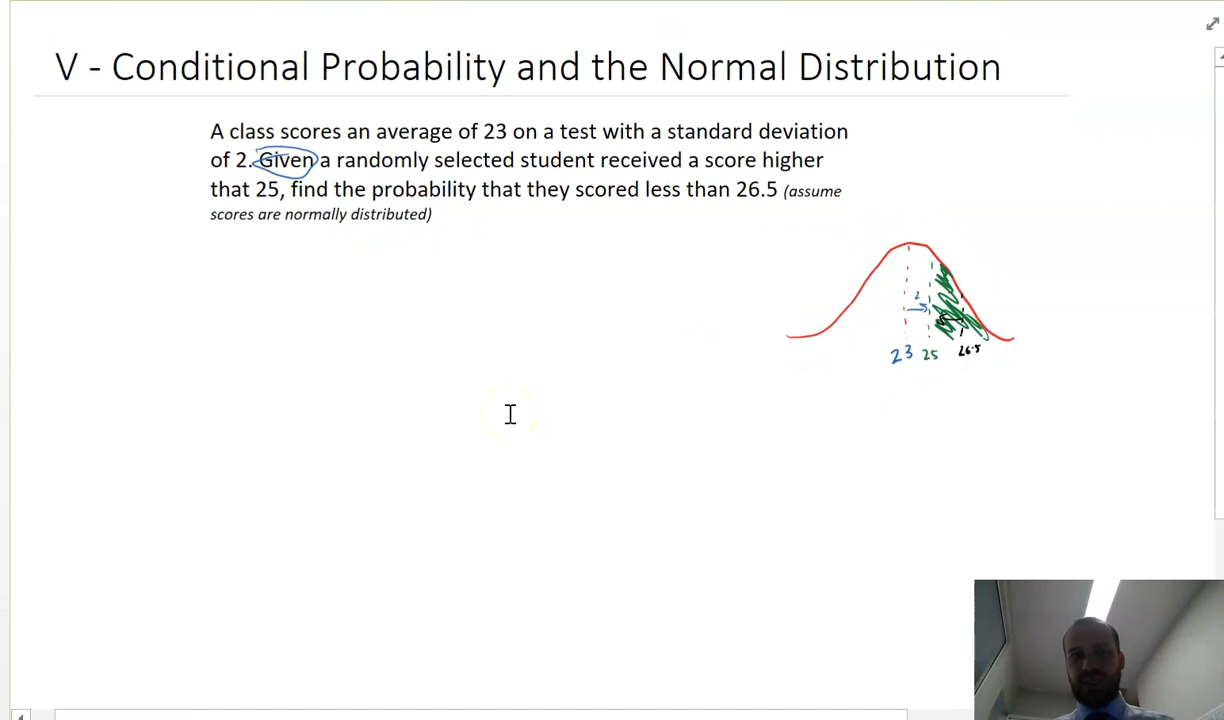 V - Conditional Probability and the Normal Distribution
A class scores an average of 23 on a test with a standard deviation
of 2. Given a randomly selected student received a score higher
that 25, find the probability that they scored less than 26.5 (assume
scores are normally distributed)
2
23 25 26.5